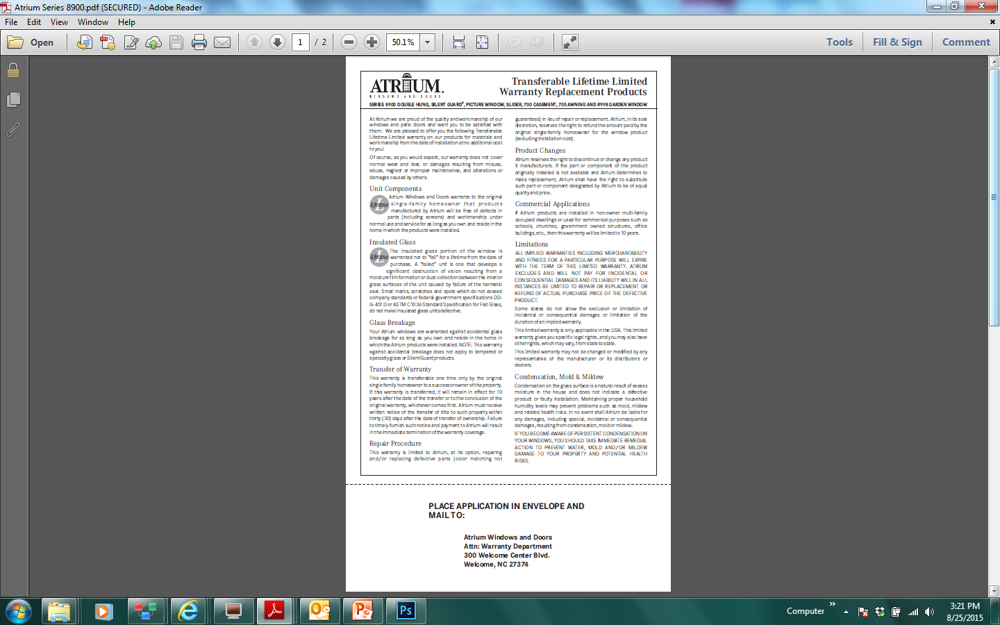 Atrium Series 8900.pdf (SECURED) - Adobe Reader
File Edit View Window Help
Open 1 / 2 50.1% Tools Fill & Sign Comment
ATRIUM®
WINDOWS AND DOORS
Transferable Lifetime Limited
Warranty Replacement Products
SERIES 8900 DOUBLE HUNG, SILENT GUARD®, PICTURE WINDOW, SLIDER, 700 CASEMENT, 705 AWNING AND #998 GARDEN WINDOW
At Atrium we are proud of the quality and workmanship of our
windows and patio doors and want you to be satisfied with
them. We are pleased to offer you the following Transferable
Lifetime Limited warranty on our products for materials and
workmanship from the date of installation at no additional cost
to you!
Of course, as you would expect, our warranty does not cover
normal wear and tear, or damages resulting from misuse,
abuse, neglect or improper maintenance, and alterations or
damages caused by others.
Unit Components
L
lifetime
Atrium Windows and Doors warrants to the original
single-family homeowner that products
manufactured by Atrium will be free of defects in
parts (including screens) and workmanship under
normal use and service for as long as you own and reside in the
home in which the products were installed.
Insulated Glass
L
lifetime
The insulated glass portion of the window is
warranted not to "fail" for a lifetime from the date of
purchase. A "failed" unit is one that develops a
significant obstruction of vision resulting from a
moisture film formation or dust collection between the interior
glass surfaces of the unit caused by failure of the hermetic
seal. Small marks, scratches and spots which do not exceed
company standards or federal government specifications DD-
G-451 D or ASTM C1036 Standard Specification for Flat Glass,
do not make insulated glass units defective.
Glass Breakage
Your Atrium windows are warranted against accidental glass
breakage for as long as you own and reside in the home in
which the Atrium products were installed. NOTE: This warranty
against accidental breakage does not apply to tempered or
specialty glass or Silent Guard products.
Transfer of Warranty
This warranty is transferable one time only by the original
single family homeowner to a successor owner of the property.
If this warranty is transferred, it will remain in effect for 10
years after the date of the transfer or to the conclusion of the
original warranty, whichever comes first. Atrium must receive
written notice of the transfer of title to such property within
thirty (30) days after the date of transfer of ownership. Failure
to timely furnish such notice and payment to Atrium will result
in the immediate termination of the warranty coverage.
Repair Procedure
This warranty is limited to Atrium, at its option, repairing
and/or replacing defective parts (color matching not
guaranteed) in lieu of repair or replacement. Atrium, in its sole
discretion, reserves the right to refund the amount paid by the
original single-family homeowner for the window product
(excluding installation cost).
Product Changes
Atrium reserves the right to discontinue or change any product
it manufacturers. If the part or component of the product
originally installed is not available and Atrium determines to
make replacement, Atrium shall have the right to substitute
such part or component designated by Atrium to be of equal
quality and price.
Commercial Applications
If Atrium products are installed in non-owner multi-family
occupied dwellings or used for commercial purposes such as
schools, churches, government owned structures, office
buildings, etc., then this warranty will be limited to 10 years.
Limitations
ALL IMPLIED WARRANTIES INCLUDING MERCHANTABILITY
AND FITNESS FOR A PARTICULAR PURPOSE WILL EXPIRE
WITH THE TERM OF THIS LIMITED WARRANTY. ATRIUM
EXCLUDES AND WILL NOT PAY FOR INCIDENTAL OR
CONSEQUENTIAL DAMAGES AND ITS LIABILITY WILL IN ALL
INSTANCES BE LIMITED TO REPAIR OR REPLACEMENT OR
REFUND OF ACTUAL PURCHASE PRICE OF THE DEFECTIVE
PRODUCT.
Some states do not allow the exclusion or limitation of
incidental or consequential damages or limitation of the
duration of an implied warranty.
This limited warranty is only applicable in the USA. This limited
warranty gives you specific legal rights, and you may also have
other rights, which may vary, from state to state.
This limited warranty may not be changed or modified by any
representative of the manufacturer or its distributors or
dealers.
Condensation, Mold & Mildew
Condensation on the glass surface is a natural result of excess
moisture in the house and does not indicate a defective
product or faulty installation. Maintaining proper household
humidity levels may prevent problems such as mold, mildew
and related health risks. In no event shall Atrium be liable for
any damages, including special, incidental or consequential
damages, resulting from condensation, mold or mildew.
IF YOU BECOME AWARE OF PERSISTENT CONDENSATION ON
YOUR WINDOWS, YOU SHOULD TAKE IMMEDIATE REMEDIAL
ACTION TO PREVENT WATER, MOLD AND/OR MILDEW
DAMAGE TO YOUR PROPERTY AND POTENTIAL HEALTH
RISKS.
PLACE APPLICATION IN ENVELOPE AND
MAIL TO:
Atrium Windows and Doors
Attn: Warranty Department
300 Welcome Center Blvd.
Welcome, NC 27374
Computer
3:21 PM
8/25/2015
Ps